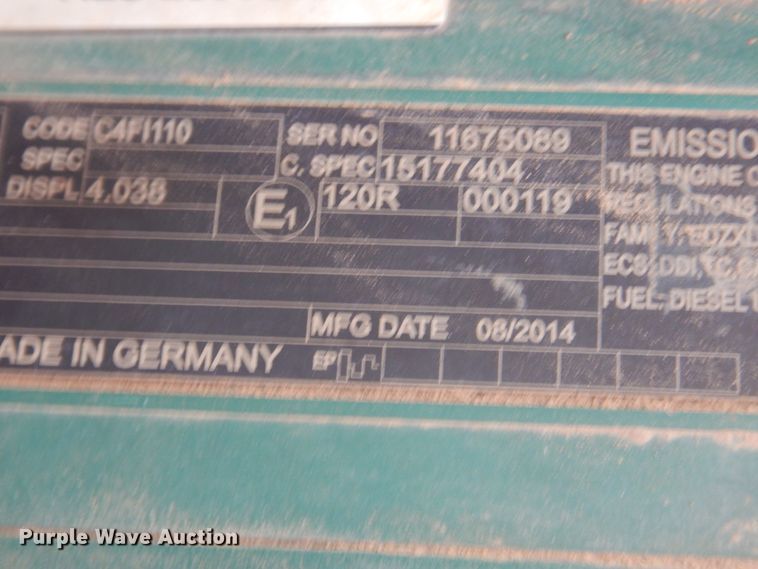 CODE C4FI110 SER NO 11675089 EMISSIO
SPEC C. SPEC 15177404 THIS ENGINE C
DISPL 4.038 E1 120R 000119 REGULATIONS
FAMILY:
ECS: DDI, TC,
FUEL: DIESEL
MFG DATE 08/2014
ADE IN GERMANY EP
Purple Wave Auction